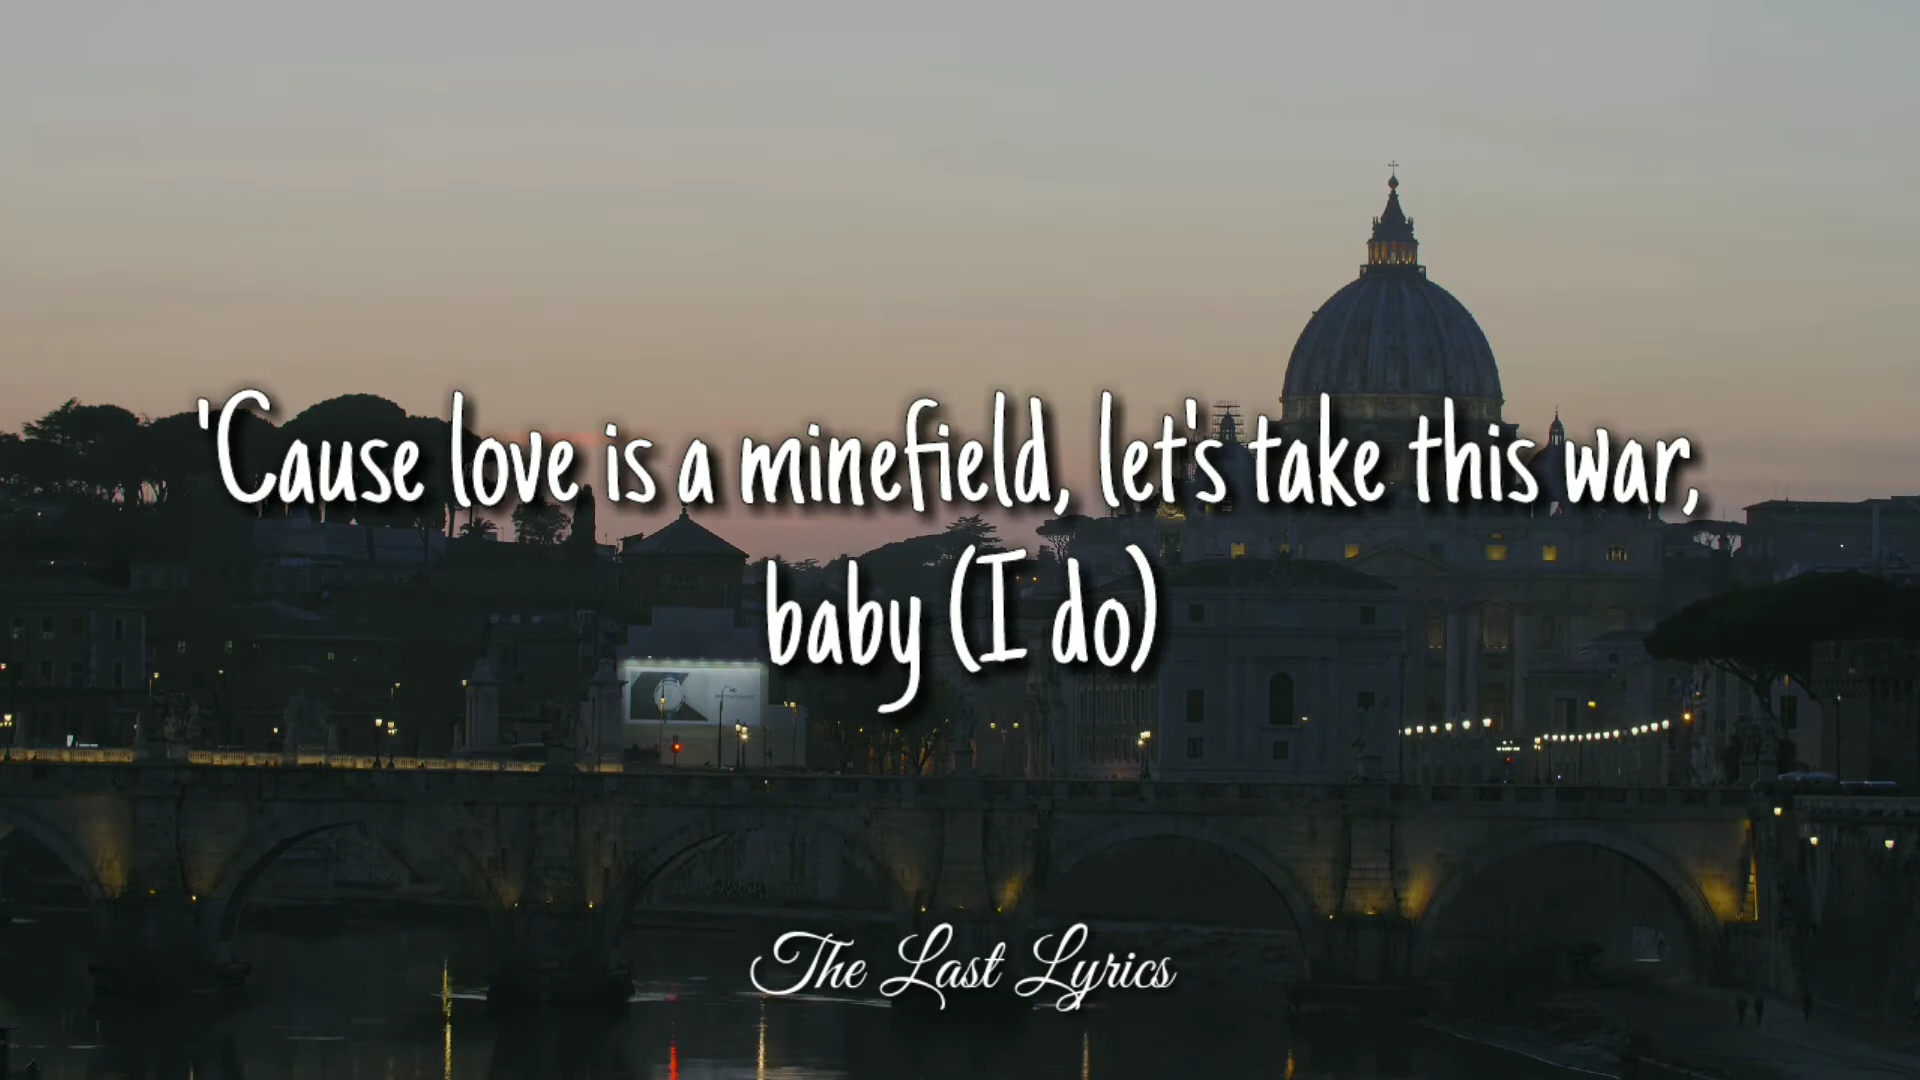 'Cause love is a minefield, let's take this war,
baby (I do)
The Last Lyrics